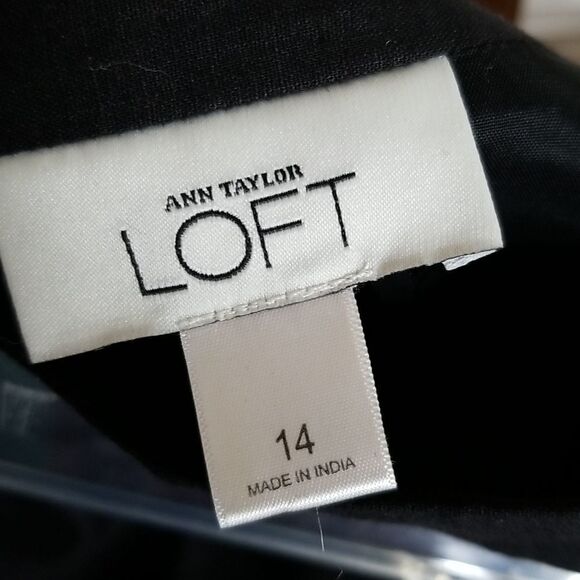 ANN TAYLOR
LOFT
14
MADE IN INDIA